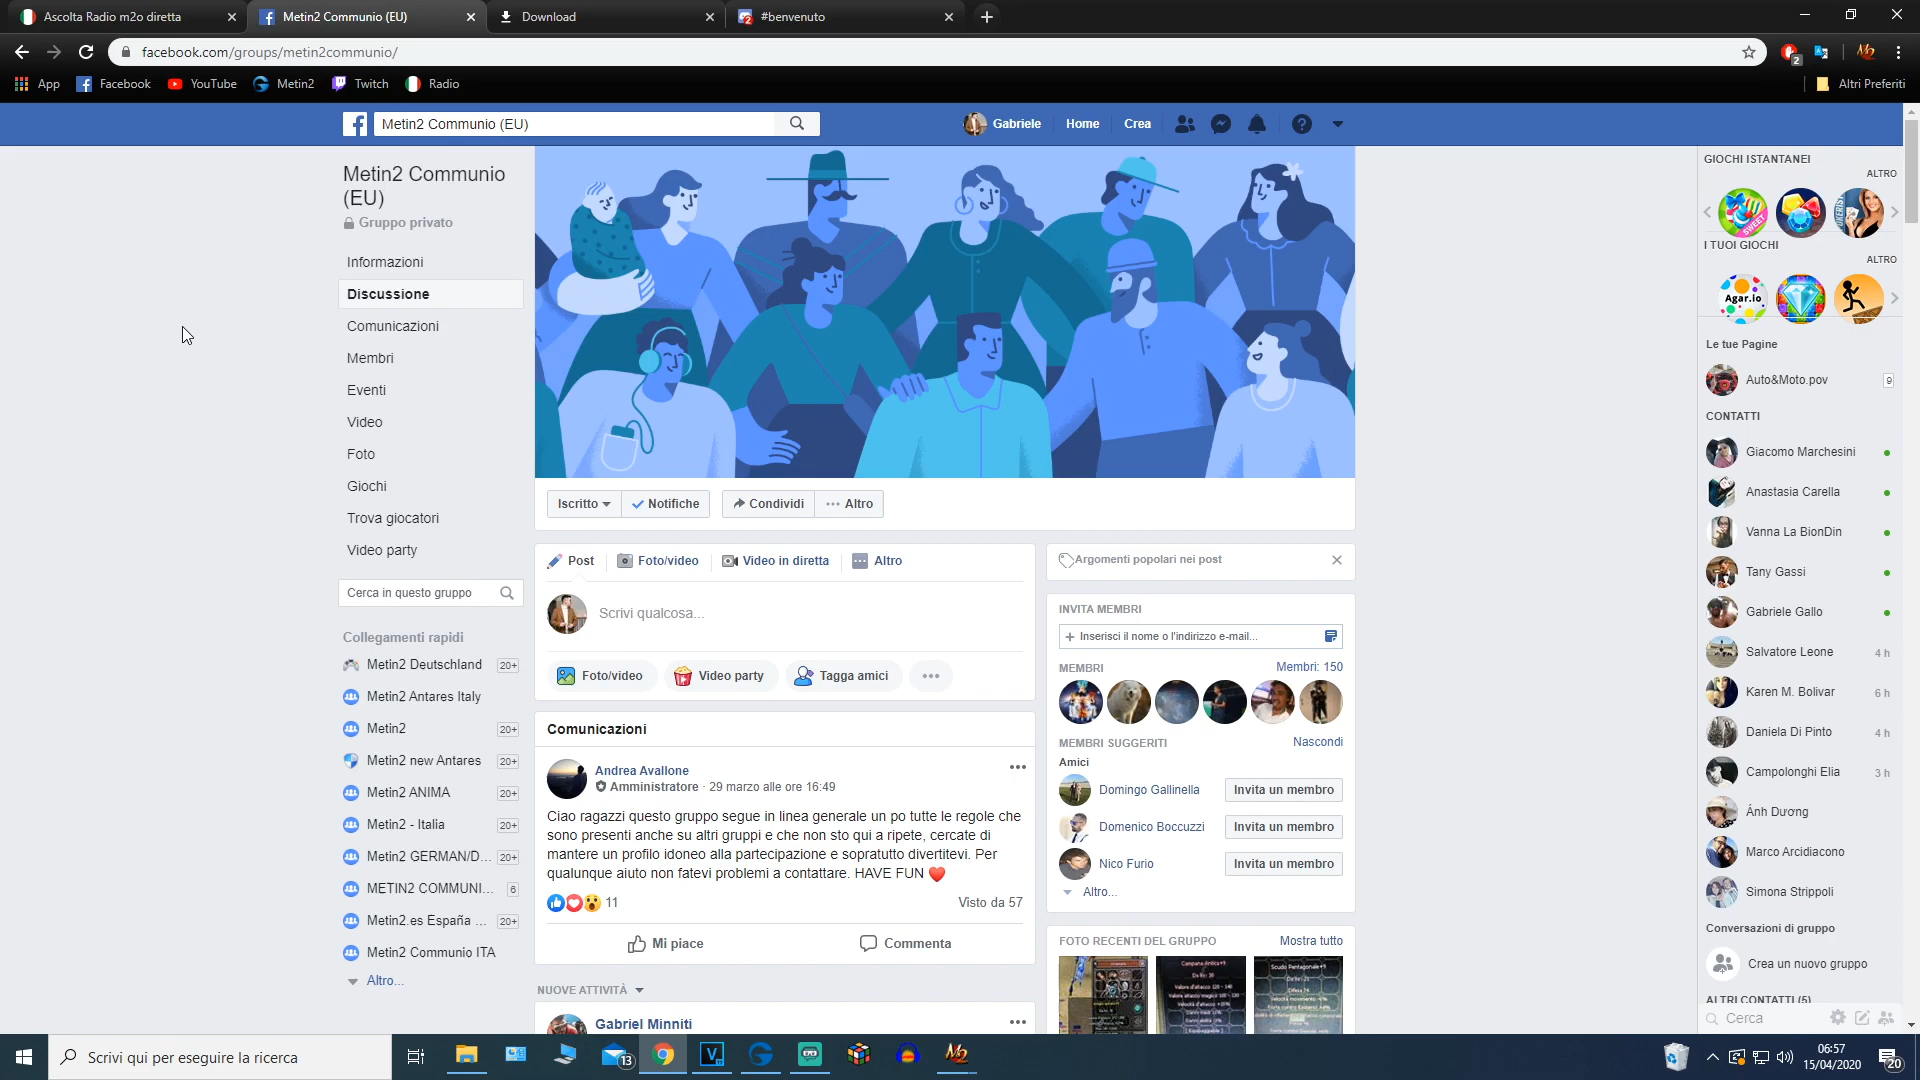 Ascolta Radio m2o diretta
Metin2 Communio (EU)
Download
#benvenuto
facebook.com/groups/metin2communio/
2
App
Facebook
YouTube
Metin2
Twitch
Radio
Altri Preferiti
Metin2 Communio (EU)
Gabriele
Home
Crea
Metin2 Communio
(EU)
Gruppo privato
Informazioni
Discussione
Comunicazioni
Membri
Eventi
Video
Foto
Giochi
Trova giocatori
Video party
Cerca in questo gruppo
Collegamenti rapidi
Metin2 Deutschland 20+
Metin2 Antares Italy
Metin2 20+
Metin2 new Antares 20+
Metin2 ANIMA 20+
Metin2 - Italia 20+
Metin2 GERMAN/D... 20+
METIN2 COMMUNI... 6
Metin2.es España ... 20+
Metin2 Communio ITA
Altro...
Iscritto
Notifiche
Condividi
Altro
Post
Foto/video
Video in diretta
Altro
Scrivi qualcosa...
Foto/video
Video party
Tagga amici
Comunicazioni
Andrea Avallone
Amministratore · 29 marzo alle ore 16:49
Ciao ragazzi questo gruppo segue in linea generale un po tutte le regole che
sono presenti anche su altri gruppi e che non sto qui a ripete, cercate di
mantere un profilo idoneo alla partecipazione e sopratutto divertitevi. Per
qualunque aiuto non fatevi problemi a contattare. HAVE FUN ❤
11
Visto da 57
Mi piace
Commenta
NUOVE ATTIVITÀ
Gabriel Minniti
Argomenti popolari nei post
INVITA MEMBRI
Inserisci il nome o l'indirizzo e-mail...
MEMBRI
Membri: 150
MEMBRI SUGGERITI
Nascondi
Amici
Domingo Gallinella
Invita un membro
Domenico Boccuzzi
Invita un membro
Nico Furio
Invita un membro
Altro...
FOTO RECENTI DEL GRUPPO
Mostra tutto
Scudo Pentagonale+9
GIOCHI ISTANTANEI
ALTRO
SWEET
I TUOI GIOCHI
ALTRO
Agar.io
Le tue Pagine
Auto&Moto.pov 9
CONTATTI
Giacomo Marchesini
Anastasia Carella
Vanna La BionDin
Tany Gassi
Gabriele Gallo
Salvatore Leone 4 h
Karen M. Bolivar 6 h
Daniela Di Pinto 4 h
Campolonghi Elia 3 h
Ánh Dương
Marco Arcidiacono
Simona Strippoli
Conversazioni di gruppo
Crea un nuovo gruppo
ALTRI CONTATTI (5)
Cerca
Scrivi qui per eseguire la ricerca
13
06:57
15/04/2020
20